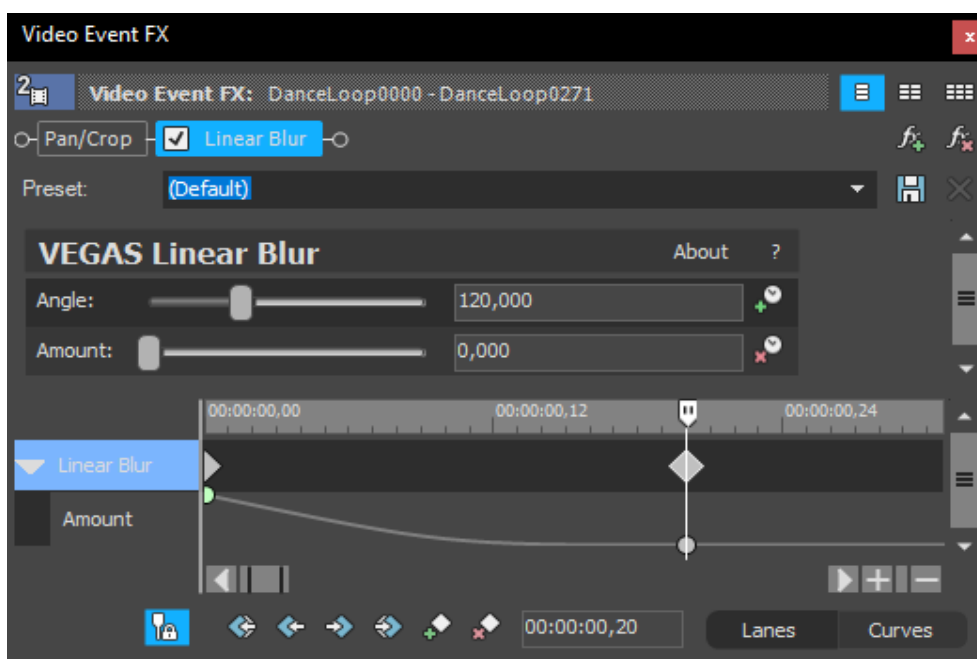 Video Event FX
2 Video Event FX: DanceLoop0000 - DanceLoop0271
Pan/Crop Linear Blur
Preset: (Default)
VEGAS Linear Blur About ?
Angle: 120,000
Amount: 0,000
00:00:00,00 00:00:00,12 00:00:00,24
Linear Blur
Amount
00:00:00,20 Lanes Curves